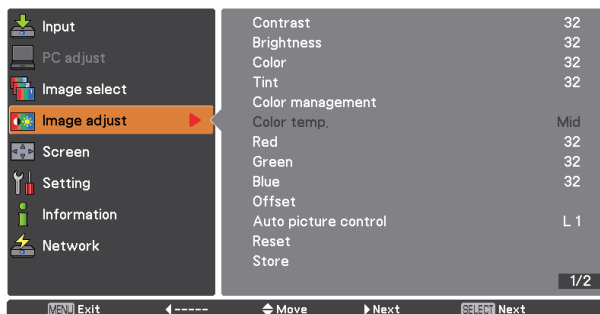 Input
PC adjust
Image select
Image adjust
Screen
Setting
Information
Network
Contrast 32
Brightness 32
Color 32
Tint 32
Color management
Color temp. Mid
Red 32
Green 32
Blue 32
Offset
Auto picture control L 1
Reset
Store
1/2
MENU Exit ----- Move Next SELECT Next